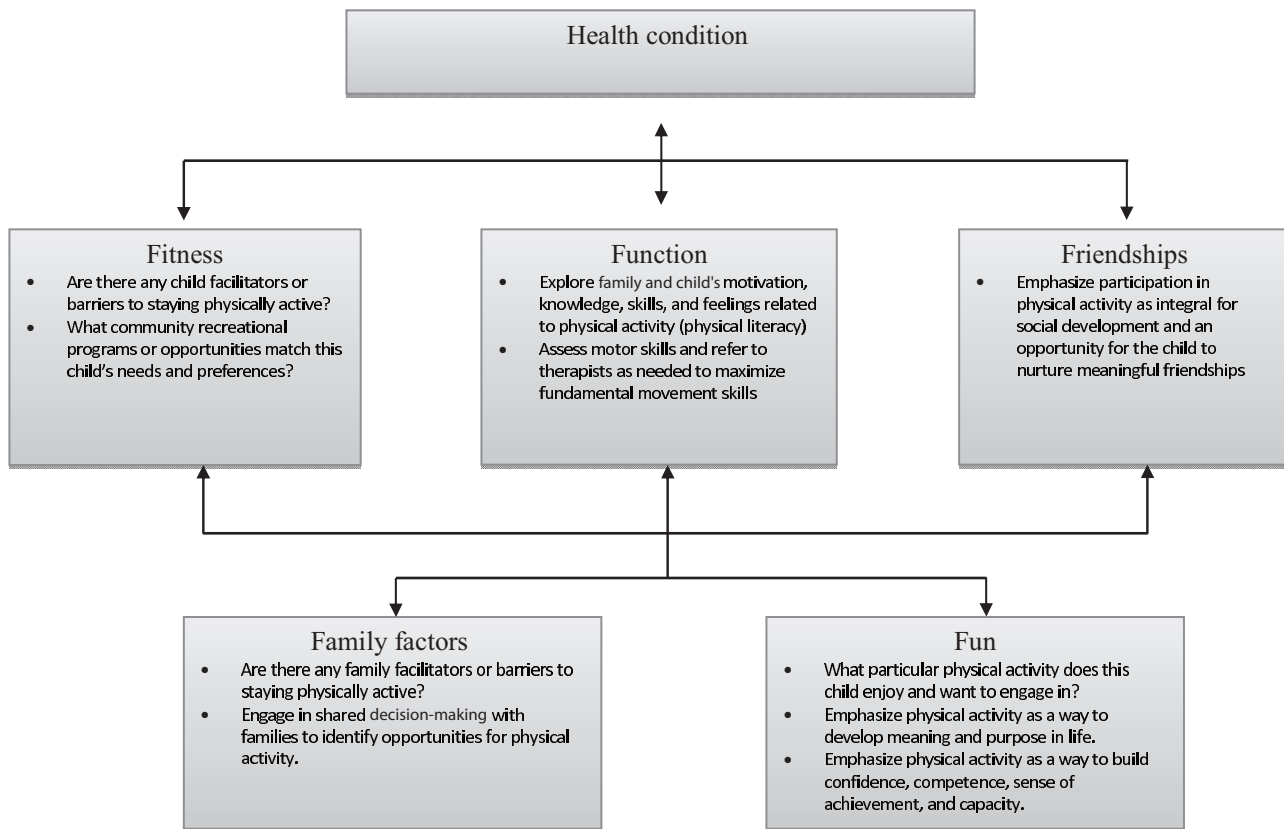 Health condition
Fitness
• Are there any child facilitators or
barriers to staying physically active?
• What community recreational
programs or opportunities match this
child's needs and preferences?
Function
• Explore family and child's motivation,
knowledge, skills, and feelings related
to physical activity (physical literacy)
• Assess motor skills and refer to
therapists as needed to maximize
fundamental movement skills
Friendships
• Emphasize participation in
physical activity as integral for
social development and an
opportunity for the child to
nurture meaningful friendships
Family factors
• Are there any family facilitators or barriers to
staying physically active?
• Engage in shared decision-making with
families to identify opportunities for physical
activity.
Fun
• What particular physical activity does this
child enjoy and want to engage in?
• Emphasize physical activity as a way to
develop meaning and purpose in life.
• Emphasize physical activity as a way to build
confidence, competence, sense of
achievement, and capacity.